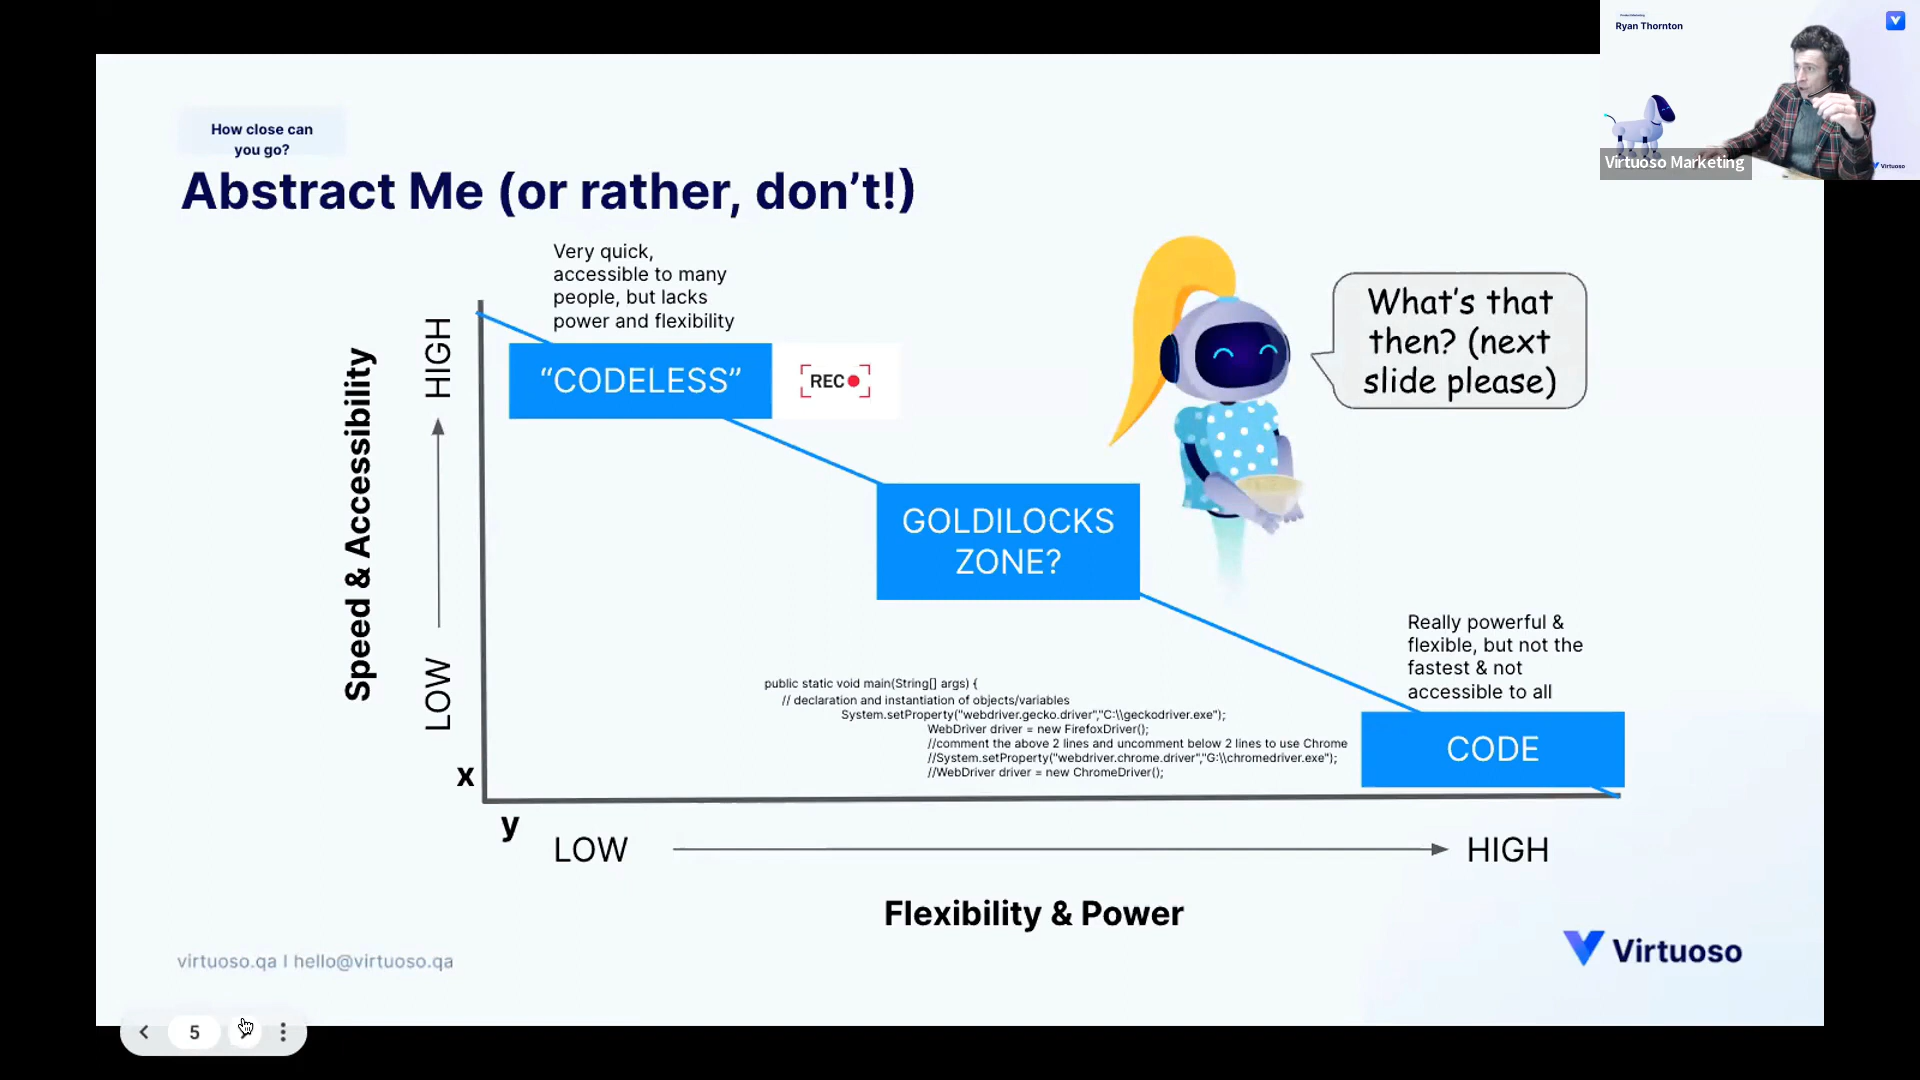 Ryan Thornton
Virtuoso Marketing
Virtuoso
How close can
you go?
Abstract Me (or rather, don’t!)
Very quick,
accessible to many
people, but lacks
power and flexibility
What’s that
then? (next
slide please)
“CODELESS”
REC
GOLDILOCKS
ZONE?
Really powerful &
flexible, but not the
fastest & not
accessible to all
CODE
public static void main(String[] args) {
// declaration and instantiation of objects/variables
System.setProperty("webdriver.gecko.driver","C:\\geckodriver.exe");
WebDriver driver = new FirefoxDriver();
//comment the above 2 lines and uncomment below 2 lines to use Chrome
//System.setProperty("webdriver.chrome.driver","G:\\chromedriver.exe");
//WebDriver driver = new ChromeDriver();
Speed & Accessibility
HIGH
LOW
x
y
LOW
HIGH
Flexibility & Power
virtuoso.qa I hello@virtuoso.qa
Virtuoso
5